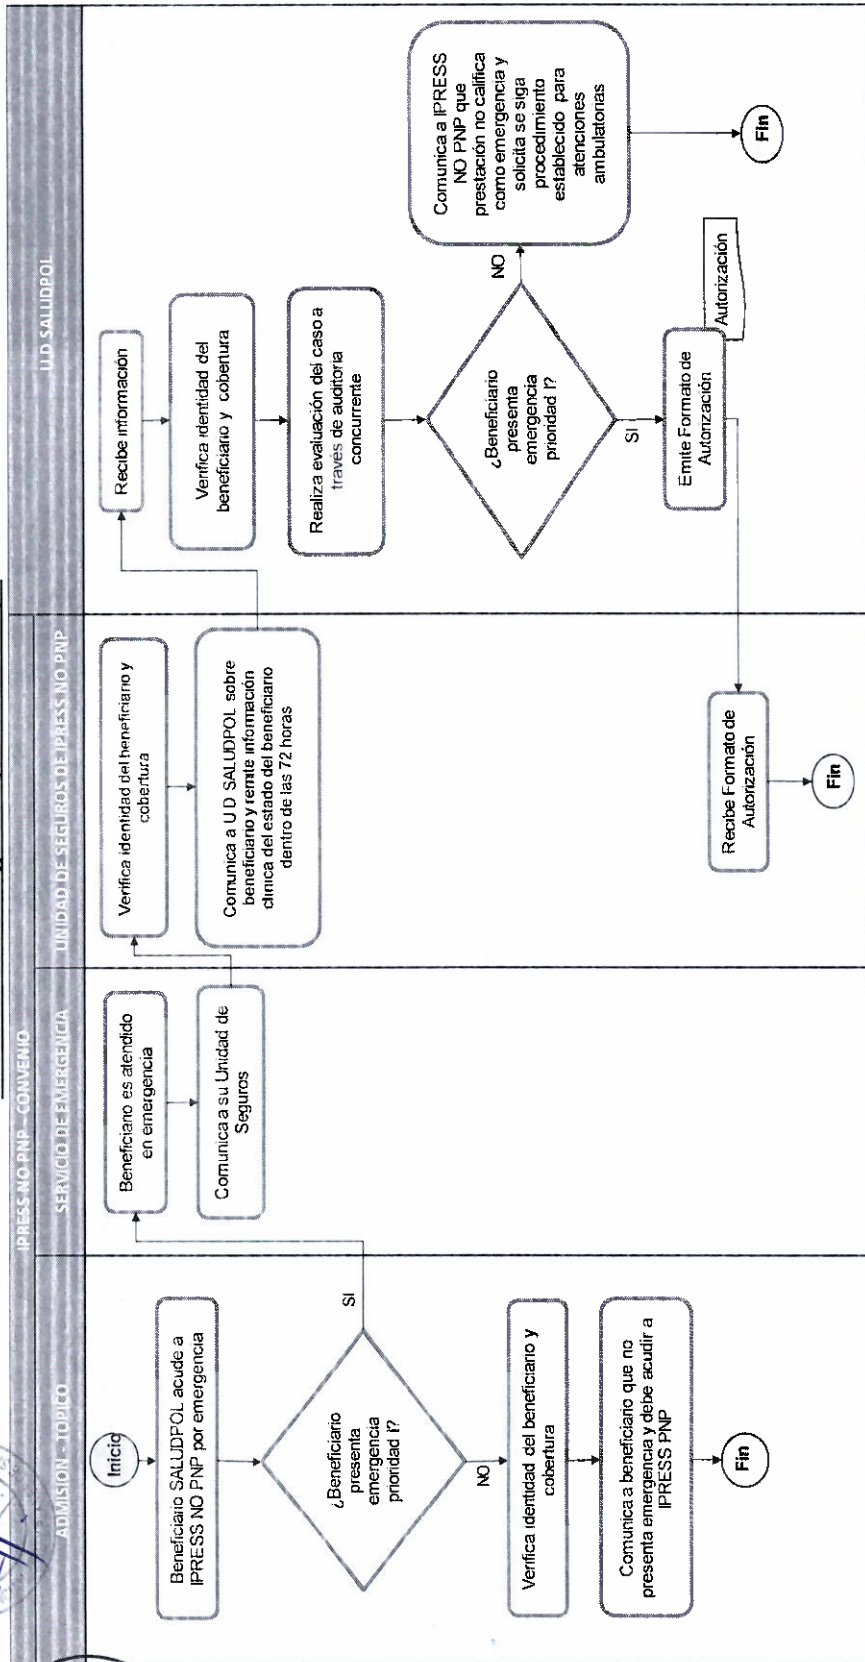 IPRESS NO PNP - CONVENIO
ADMISION - TOPICO
SERVICIO DE EMERGENCIA
UNIDAD DE SEGUROS DE IPRESS NO PNP
U.D SALUDPOL
Inicio
Beneficiario SALUDPOL acude a
IPRESS NO PNP por emergencia
¿Beneficiario
presenta
emergencia
prioridad I?
SI
NO
Verifica identidad del beneficiario y
cobertura
Comunica a beneficiario que no
presenta emergencia y debe acudir a
IPRESS PNP
Fin
Beneficiario es atendido
en emergencia
Comunica a su Unidad de
Seguros
Verifica identidad del beneficiario y
cobertura
Comunica a U D SALUDPOL sobre
beneficiario y remite información
clínica del estado del beneficiario
dentro de las 72 horas
Recibe Formato de
Autorización
Fin
Recibe información
Verifica identidad del
beneficiario y cobertura
Realiza evaluación del caso a
través de auditoria
concurrente
¿Beneficiario
presenta
emergencia
prioridad I?
NO
SI
Emite Formato de
Autorización
Autorización
Comunica a IPRESS
NO PNP que
prestación no califica
como emergencia y
solicita se siga
procedimiento
establecido para
atenciones
ambulatorias
Fin